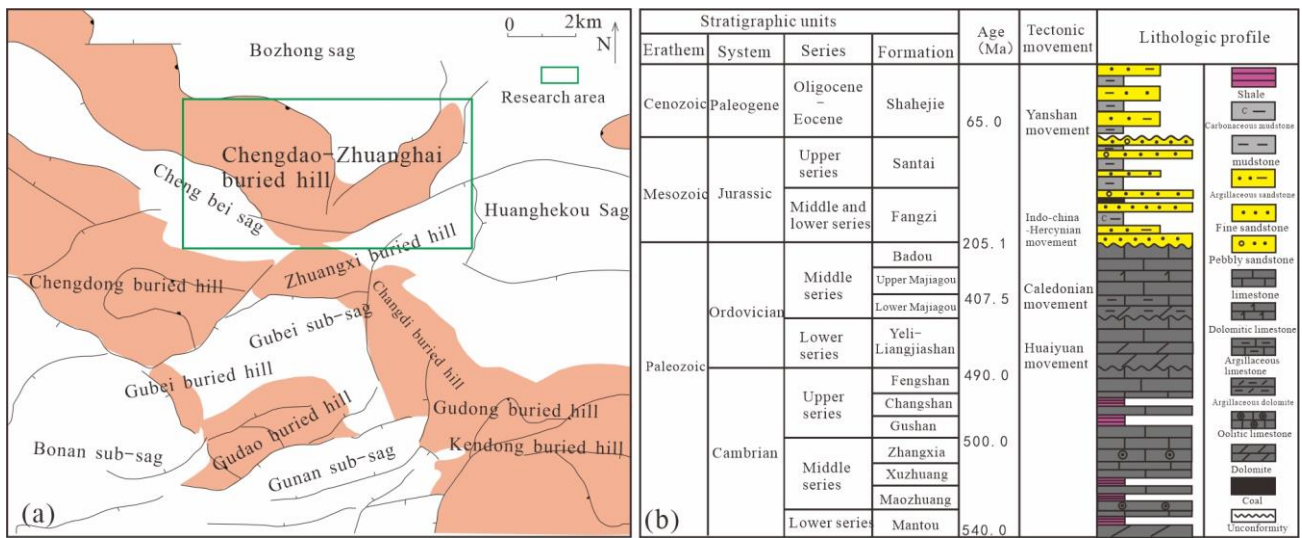 Bozhong sag
0 2km
N
Research area
Chengdao-Zhuanghai
buried hill
Cheng bei sag
Huanghekou Sag
Zhuangxi buried hill
Chengdong buried hill
Changdi buried hill
Gubei sub-sag
Gubei buried hill
Gudong buried hill
Gudao buried hill
Kendong buried hill
Bonan sub-sag
Gunan sub-sag
(a)
Stratigraphic units
Age
(Ma)
Tectonic
movement
Lithologic profile
Erathem
System
Series
Formation
Cenozoic
Paleogene
Oligocene
-
Eocene
Shahejie
65.0
Yanshan
movement
Mesozoic
Jurassic
Upper
series
Santai
Middle and
lower series
Fangzi
205.1
Indo-china
-Hercynian
movement
Paleozoic
Ordovician
Middle
series
Badou
Upper Majiagou
Lower Majiagou
407.5
Caledonian
movement
Lower
series
Yeli-
Liangjiashan
Huaiyuan
movement
490.0
Cambrian
Upper
series
Fengshan
Changshan
Gushan
500.0
Middle
series
Zhangxia
Xuzhuang
Maozhuang
Lower series
Mantou
540.0
Shale
C
Carbonaceous mudstone
mudstone
Argillaceous sandstone
Fine sandstone
Pebbly sandstone
limestone
Dolomitic limestone
Argillaceous
limestone
Argillaceous dolomite
Oolitic limestone
Dolomite
Coal
Unconformity
C
(b)